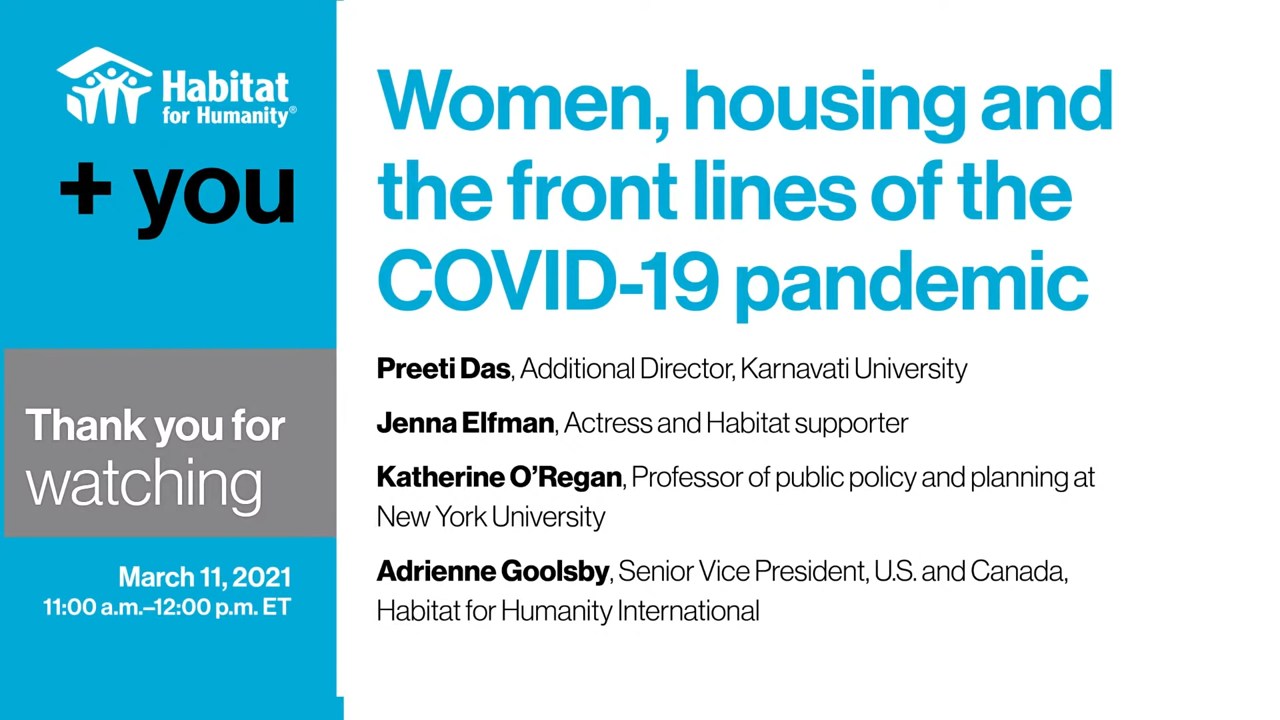 Habitat
for Humanity®
+ you
Thank you for
watching
March 11, 2021
11:00 a.m.–12:00 p.m. ET
Women, housing and
the front lines of the
COVID-19 pandemic
Preeti Das, Additional Director, Karnavati University
Jenna Elfman, Actress and Habitat supporter
Katherine O’Regan, Professor of public policy and planning at
New York University
Adrienne Goolsby, Senior Vice President, U.S. and Canada,
Habitat for Humanity International